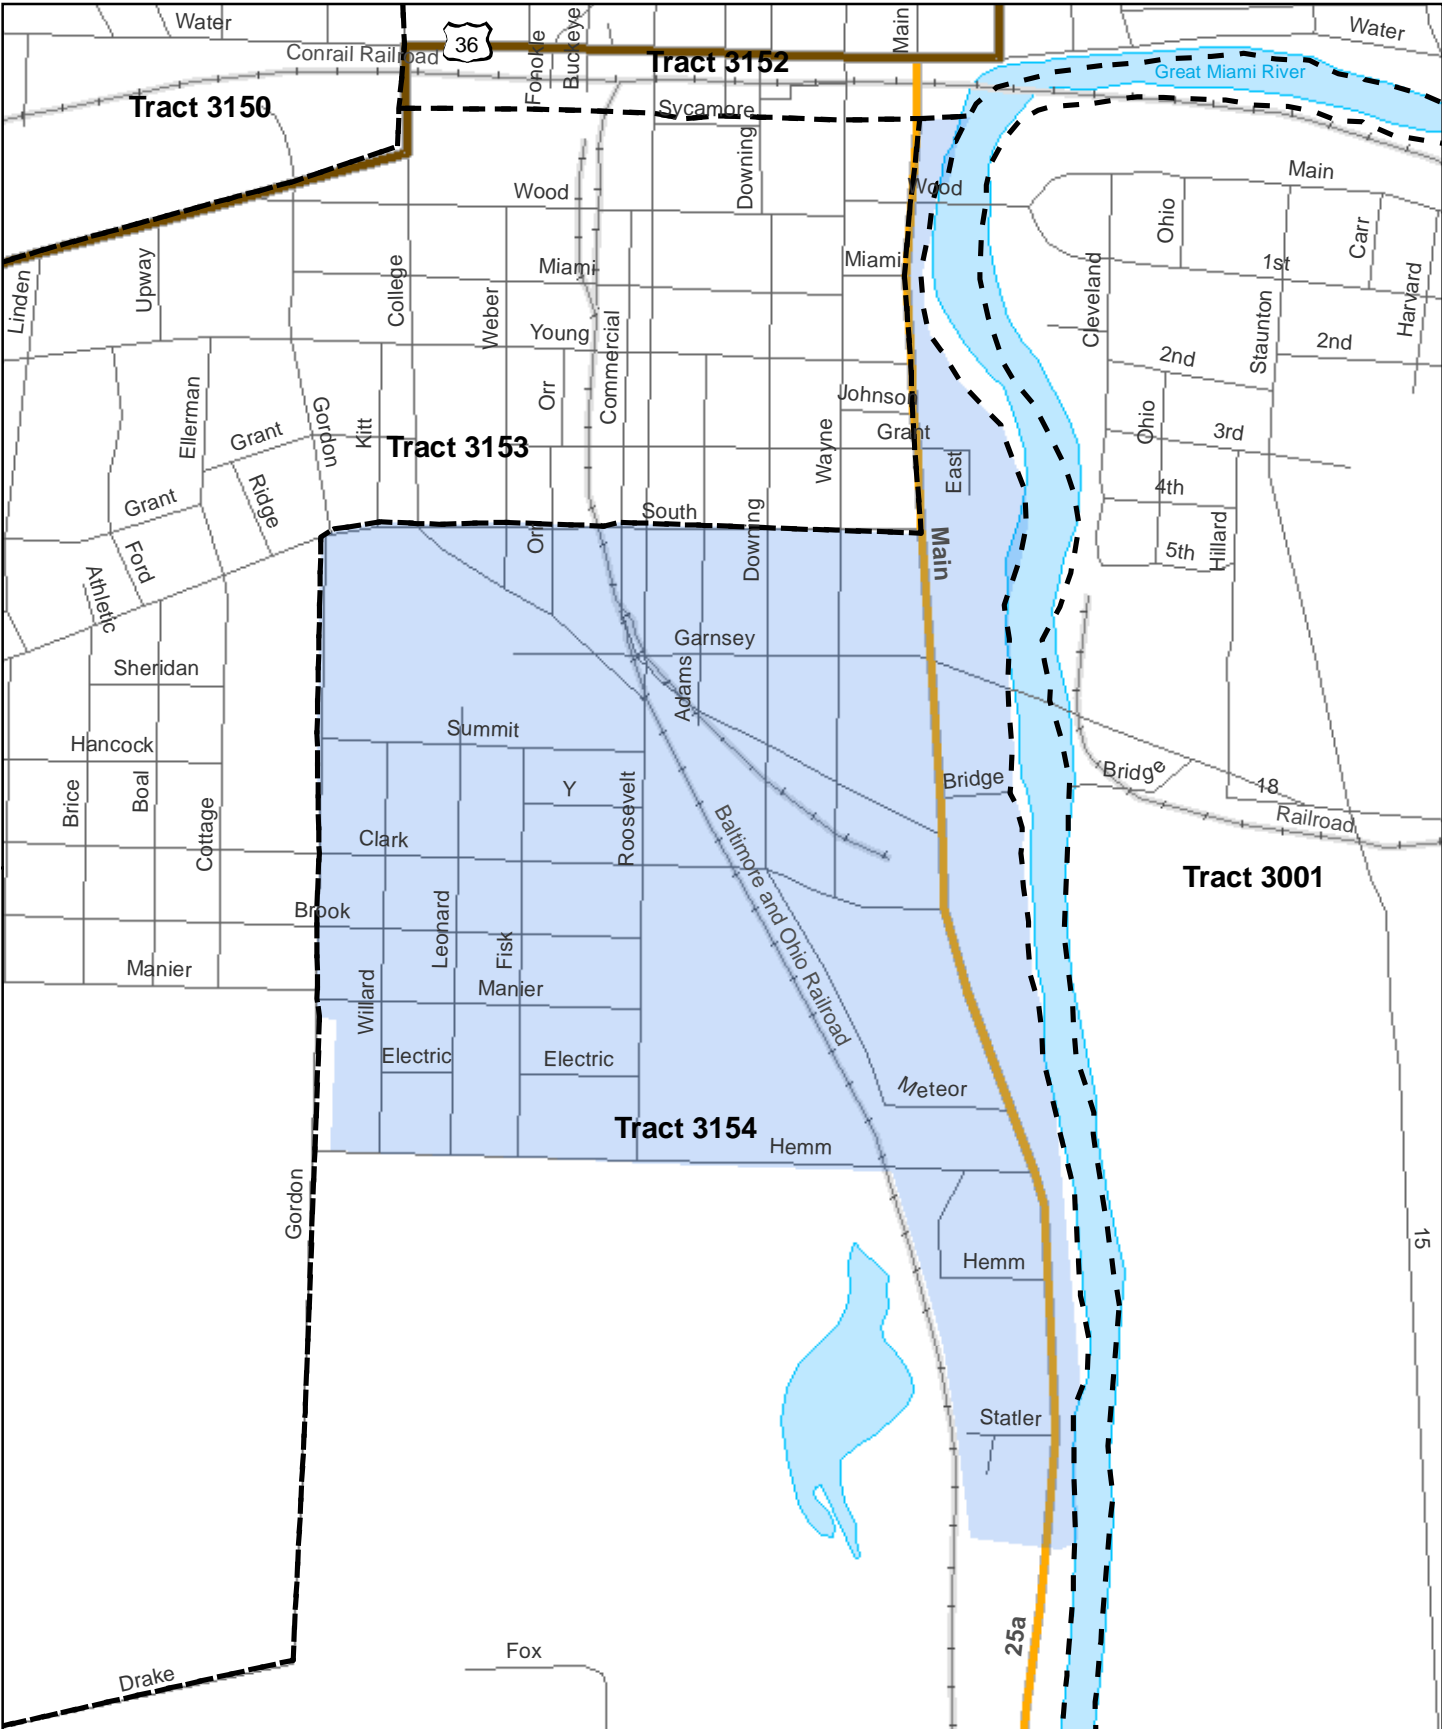 Water
Conrail Railroad
36
Fonokle
Buckeye
Tract 3152
Main
Great Miami River
Water
Tract 3150
Sycamore
Downing
Wood
Wood
Main
Ohio
Carr
Linden
Upway
College
Weber
Miami
Miami
Cleveland
1st
Harvard
Young
Commercial
Staunton
2nd
2nd
Ellerman
Grant
Gordon
Kitt
Orr
Johnson
Tract 3153
Wayne
Grant
East
Ohio
3rd
Grant
Ridge
Ford
Athletic
South
Orr
Downing
Main
4th
5th
Hillard
Sheridan
Garnsey
Adams
Hancock
Summit
Brice
Boal
Cottage
Y
Roosevelt
Bridge
Bridge
18
Railroad
Clark
Baltimore and Ohio Railroad
Tract 3001
Brook
Leonard
Fisk
Manier
Willard
Manier
Electric
Electric
Meteor
Tract 3154
Hemm
Gordon
Hemm
15
Statler
25a
Fox
Drake